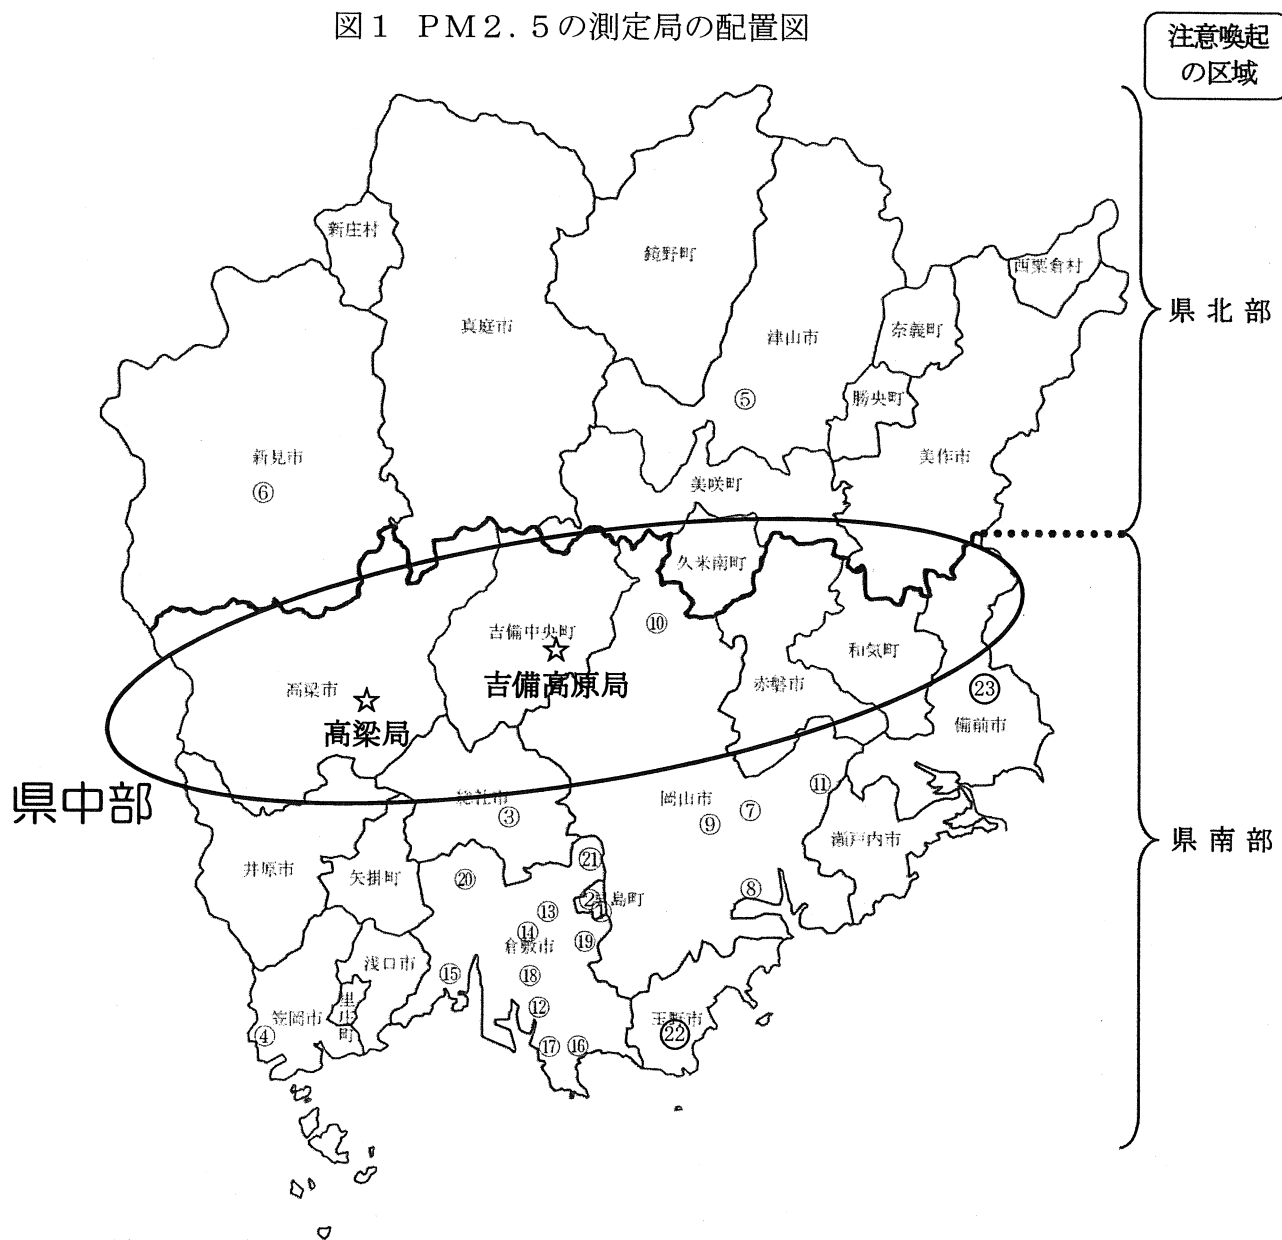 図１　ＰＭ２.５の測定局の配置図
注意喚起
の区域
新庄村
鏡野町
西粟倉村
真庭市
津山市
奈義町
県北部
勝央町
⑤
新見市
⑥
美咲町
美作市
久米南町
⑩
吉備中央町
☆
吉備高原局
和気町
赤磐市
高梁市
☆
高梁局
㉓
備前市
県中部
総社市
③
岡山市
⑨
⑦
⑪
瀬戸内市
県南部
井原市
矢掛町
⑳
㉑
②
早島町
①
⑧
⑬
⑭
倉敷市
⑲
浅口市
⑮
⑱
里庄町
笠岡市
④
⑫
⑰
⑯
玉野市
㉒